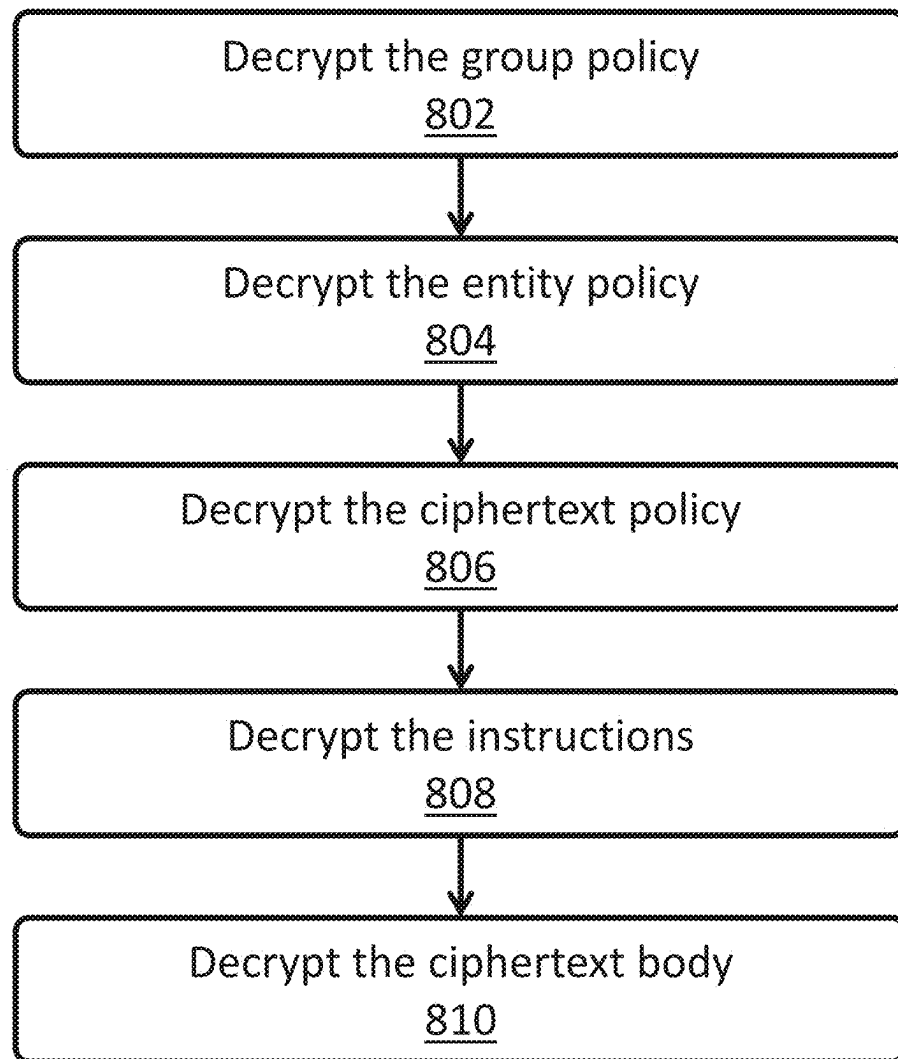 Decrypt the group policy
802
Decrypt the entity policy
804
Decrypt the ciphertext policy
806
Decrypt the instructions
808
Decrypt the ciphertext body
810